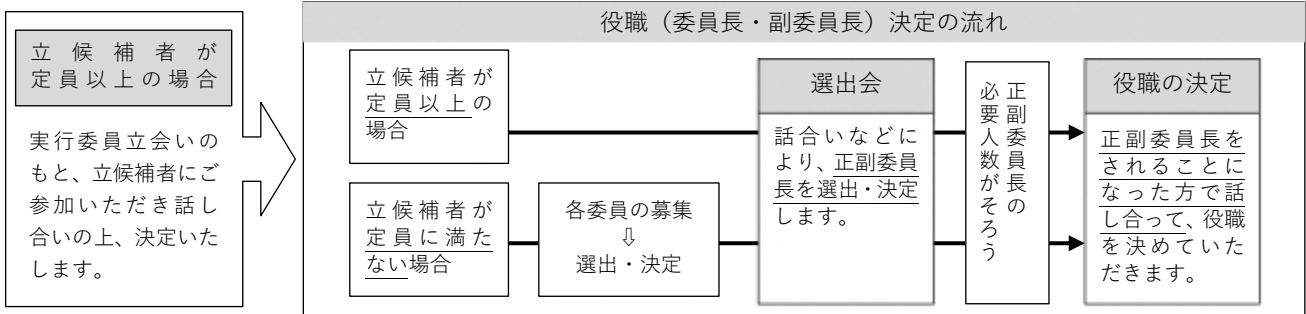 立候補者が
定員以上の場合
実行委員立会いの
もと、立候補者にご
参加いただき話し
合いの上、決定いた
します。
役職（委員長・副委員長）決定の流れ
立候補者が
定員以上の
場合
立候補者が
定員に満た
ない場合
各委員の募集
⇩
選出・決定
選出会
話合いなどに
より、正副委員
長を選出・決定
します。
正副委員長の
必要人数がそろう
役職の決定
正副委員長を
されることに
なった方で話
し合って、役職
を決めていた
だきます。